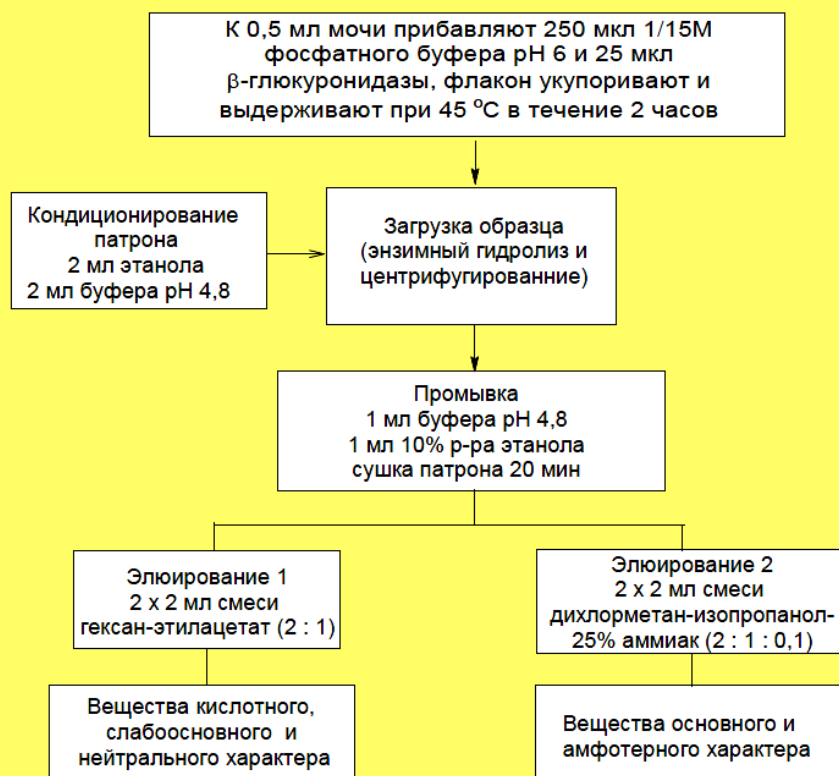 К 0,5 мл мочи прибавляют 250 мкл 1/15М
фосфатного буфера pH 6 и 25 мкл
β-глюкуронидазы, флакон укупоривают и
выдерживают при 45 °С в течение 2 часов
Кондиционирование
патрона
2 мл этанола
2 мл буфера pH 4,8
Загрузка образца
(энзимный гидролиз и
центрифугированние)
Промывка
1 мл буфера pH 4,8
1 мл 10% р-ра этанола
сушка патрона 20 мин
Элюирование 1
2 х 2 мл смеси
гексан-этилацетат (2 : 1)
Элюирование 2
2 х 2 мл смеси
дихлорметан-изопропанол-
25% аммиак (2 : 1 : 0,1)
Вещества кислотного,
слабоосновного и
нейтрального характера
Вещества основного и
амфотерного характера